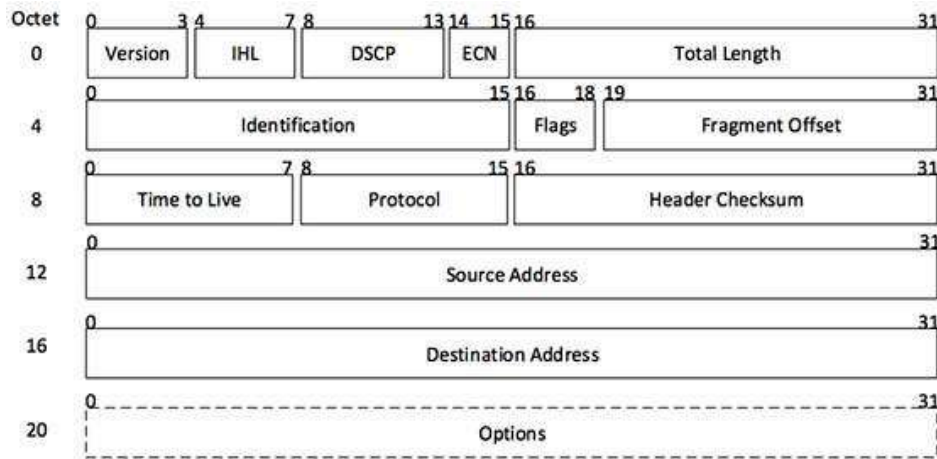 Octet 0 3 4 7 8 13 14 15 16 31
0 Version IHL DSCP ECN Total Length
0 15 16 18 19 31
4 Identification Flags Fragment Offset
0 7 8 15 16 31
8 Time to Live Protocol Header Checksum
0 31
12 Source Address
0 31
16 Destination Address
0 31
20 Options